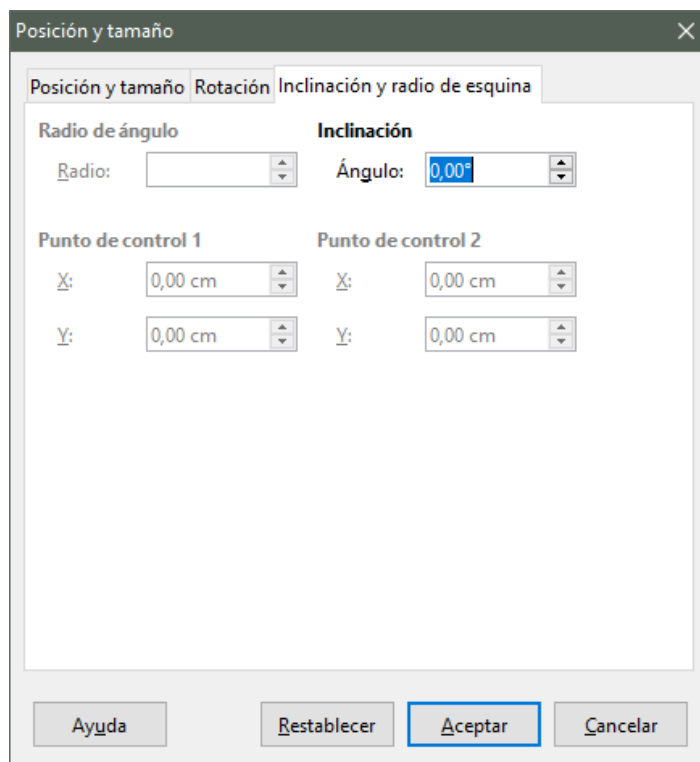 Posición y tamaño
Posición y tamaño Rotación Inclinación y radio de esquina
Radio de ángulo Inclinación
Radio: Ángulo: 0,00°
Punto de control 1 Punto de control 2
X: 0,00 cm X: 0,00 cm
Y: 0,00 cm Y: 0,00 cm
Ayuda Restablecer Aceptar Cancelar